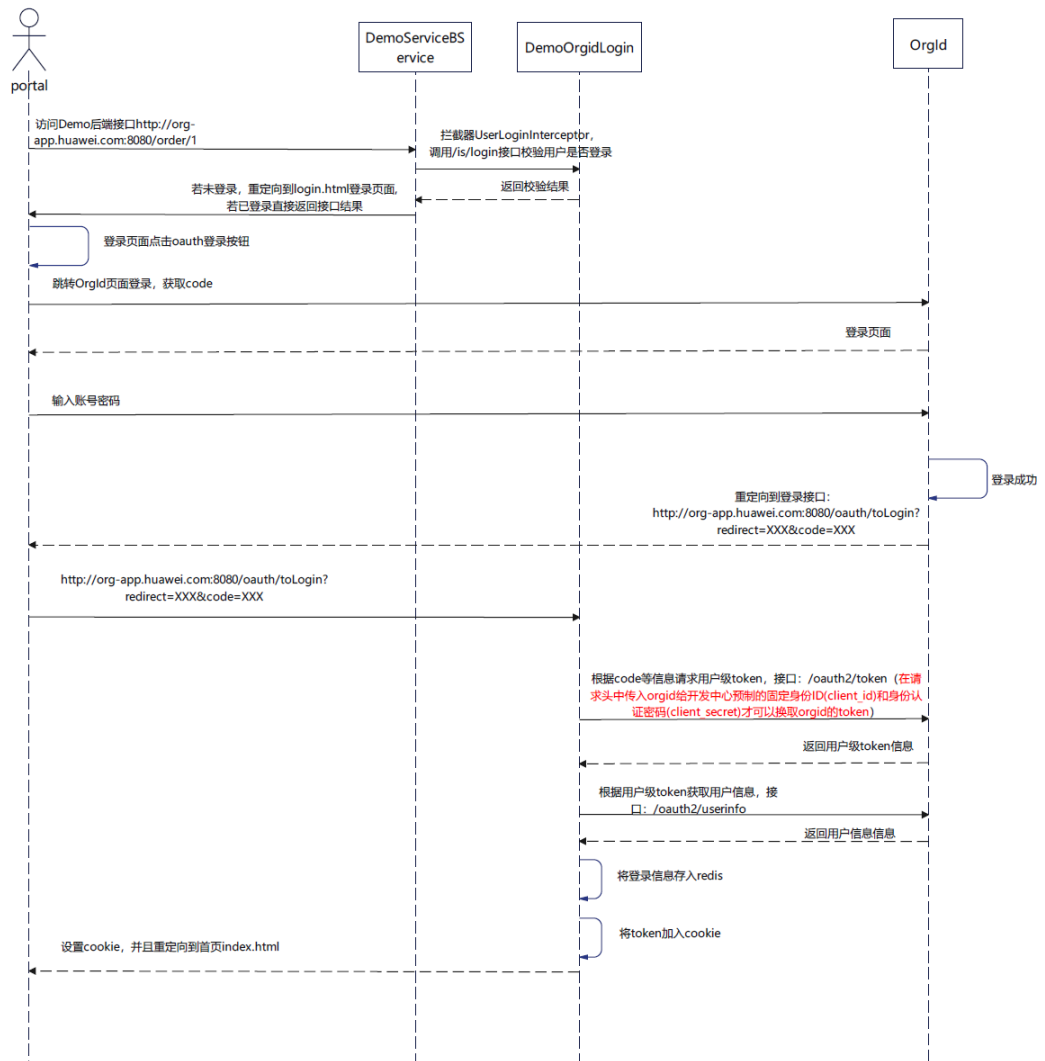 portal
DemoServiceBS
ervice
DemoOrgidLogin
OrgId
访问Demo后端接口http://org-
app.huawei.com:8080/order/1
拦截器UserLoginInterceptor,
调用/is/login接口校验用户是否登录
返回校验结果
若未登录，重定向到login.html登录页面,
若已登录直接返回接口结果
登录页面点击oauth登录按钮
跳转OrgId页面登录，获取code
登录页面
输入账号密码
登录成功
重定向到登录接口：
http://org-app.huawei.com:8080/oauth/toLogin?
redirect=XXX&code=XXX
http://org-app.huawei.com:8080/oauth/toLogin?
redirect=XXX&code=XXX
根据code等信息请求用户级token，接口：/oauth2/token（在请
求头中传入orgid给开发中心预制的固定身份ID(client_id)和身份认
证密码(client_secret)才可以换取orgid的token）
返回用户级token信息
根据用户级token获取用户信息，接
口：/oauth2/userinfo
返回用户信息信息
将登录信息存入redis
将token加入cookie
设置cookie，并且重定向到首页index.html